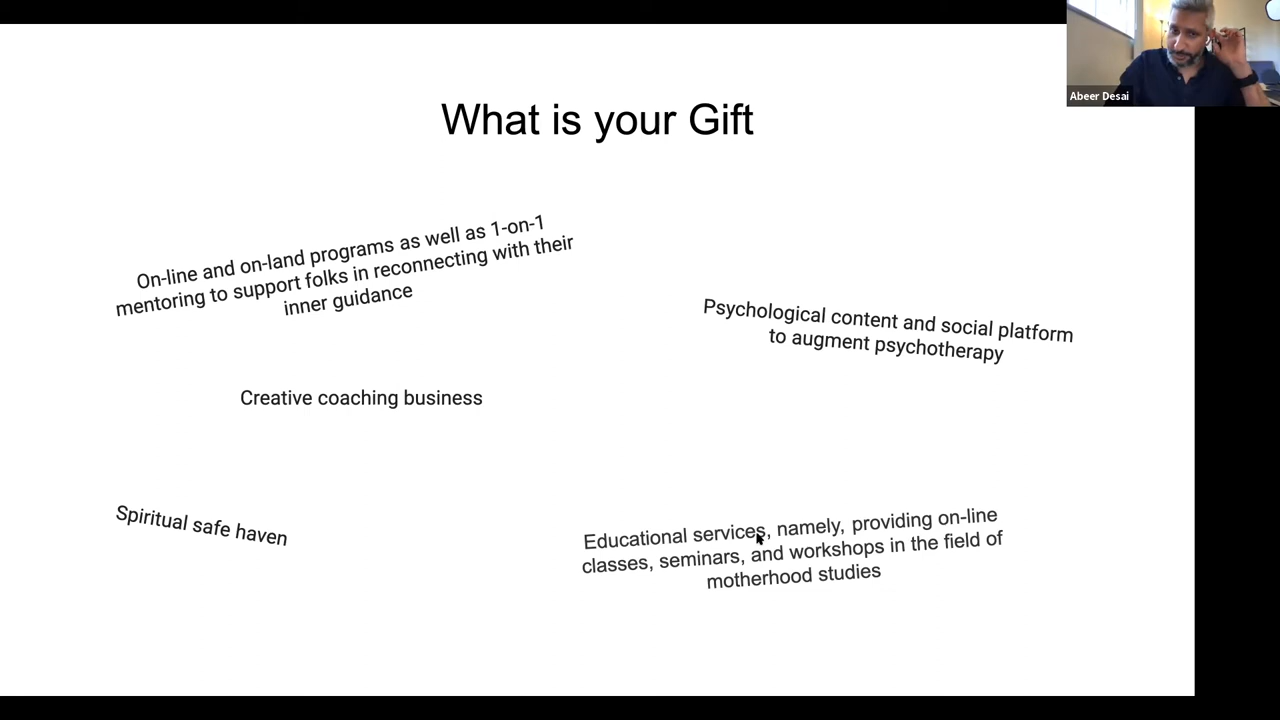 Abeer Desai
What is your Gift
On-line and on-land programs as well as 1-on-1
mentoring to support folks in reconnecting with their
inner guidance
Psychological content and social platform
to augment psychotherapy
Creative coaching business
Spiritual safe haven
Educational services, namely, providing on-line
classes, seminars, and workshops in the field of
motherhood studies